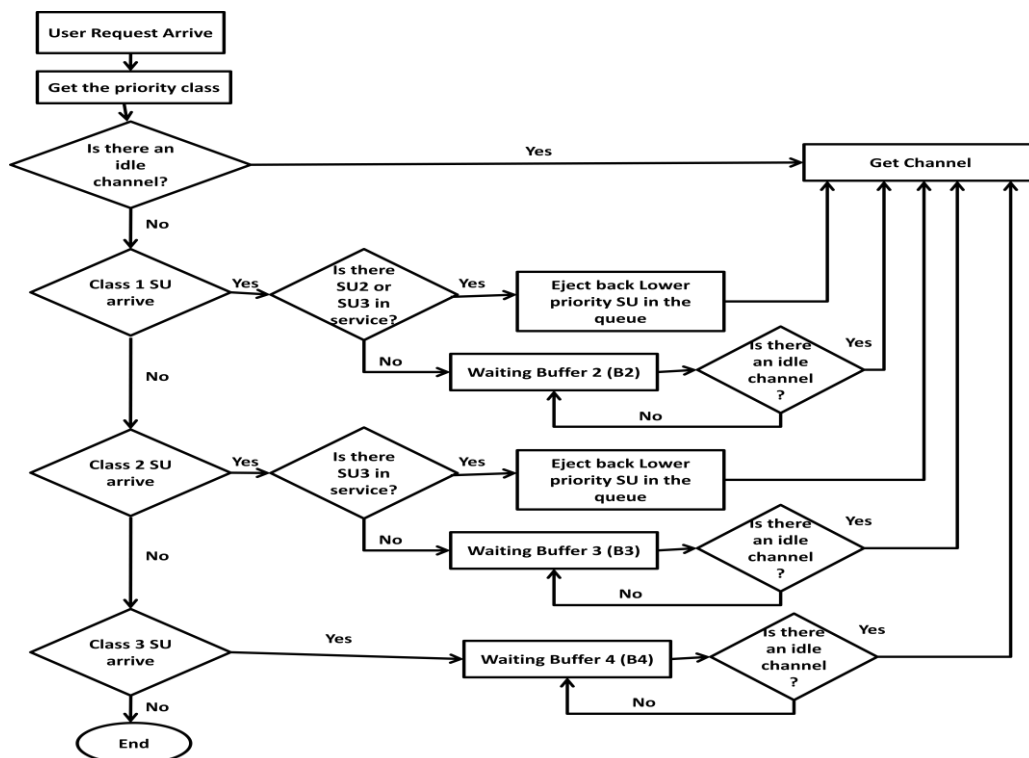 User Request Arrive
Get the priority class
Is there an
idle
channel?
Yes
Get Channel
No
Class 1 SU
arrive
Yes
Is there
SU2 or
SU3 in
service?
Yes
Eject back Lower
priority SU in the
queue
No
Waiting Buffer 2 (B2)
Is there
an idle
channel
?
Yes
No
No
Class 2 SU
arrive
Yes
Is there
SU3 in
service?
Yes
Eject back Lower
priority SU in the
queue
No
Waiting Buffer 3 (B3)
Is there
an idle
channel
?
Yes
No
No
Class 3 SU
arrive
Yes
Waiting Buffer 4 (B4)
Is there
an idle
channel
?
Yes
No
No
End